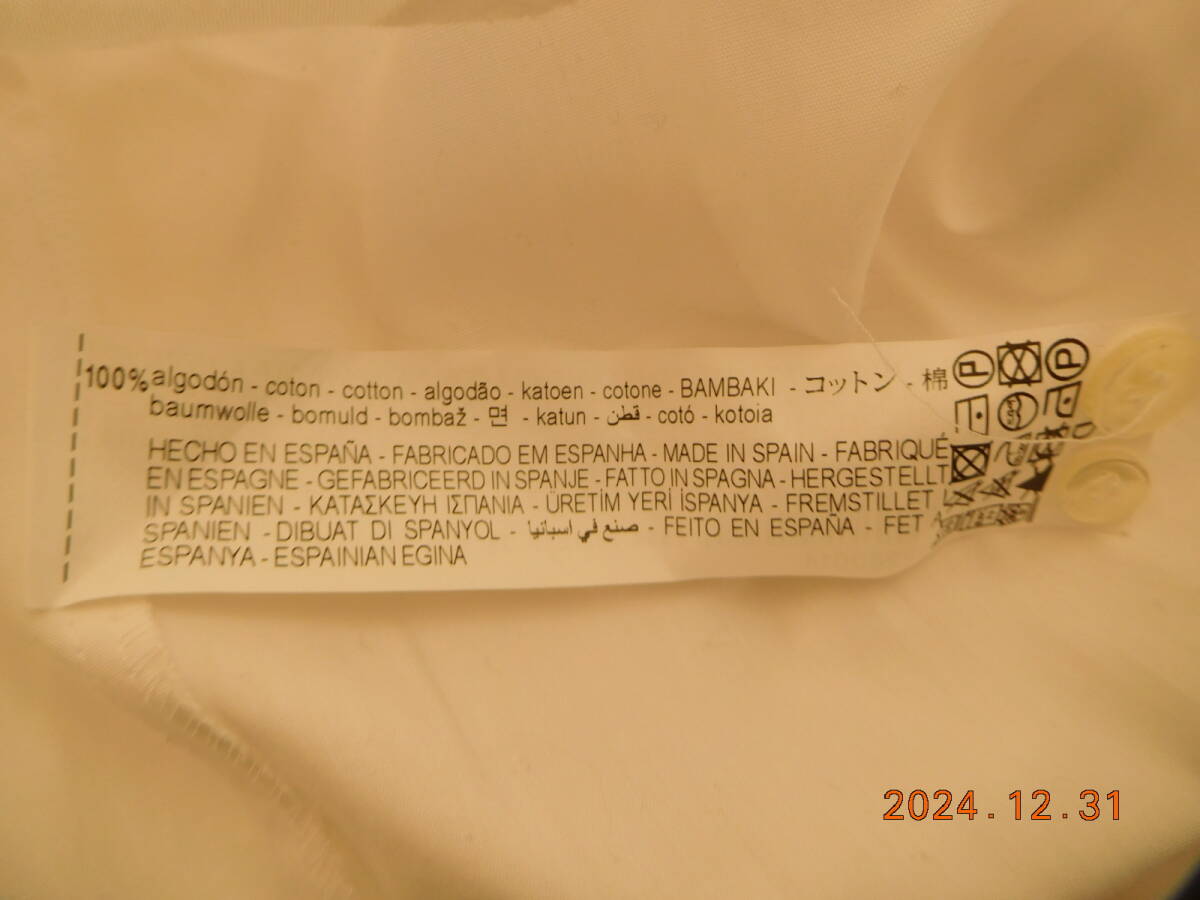 100% algodón - coton - cotton - algodão - katoen - cotone - BAMBAKI - コットン - 棉
baumwolle - bomuld - bombaž - 면 - katun - قطن - cotó - kotoia
HECHO EN ESPAÑA - FABRICADO EM ESPANHA - MADE IN SPAIN - FABRIQUÉ
EN ESPAGNE - GEFABRICEERD IN SPANJE - FATTO IN SPAGNA - HERGESTELLT
IN SPANIEN - ΚΑΤΑΣΚΕΥΗ ΙΣΠΑΝΙΑ - ÜRETİM YERİ İSPANYA - FREMSTILLET I
SPANIEN - DIBUAT DI SPANYOL - صنع في اسبانيا - FEITO EN ESPAÑA - FET A
ESPANYA - ESPAINIAN EGINA
P P
2024.12.31